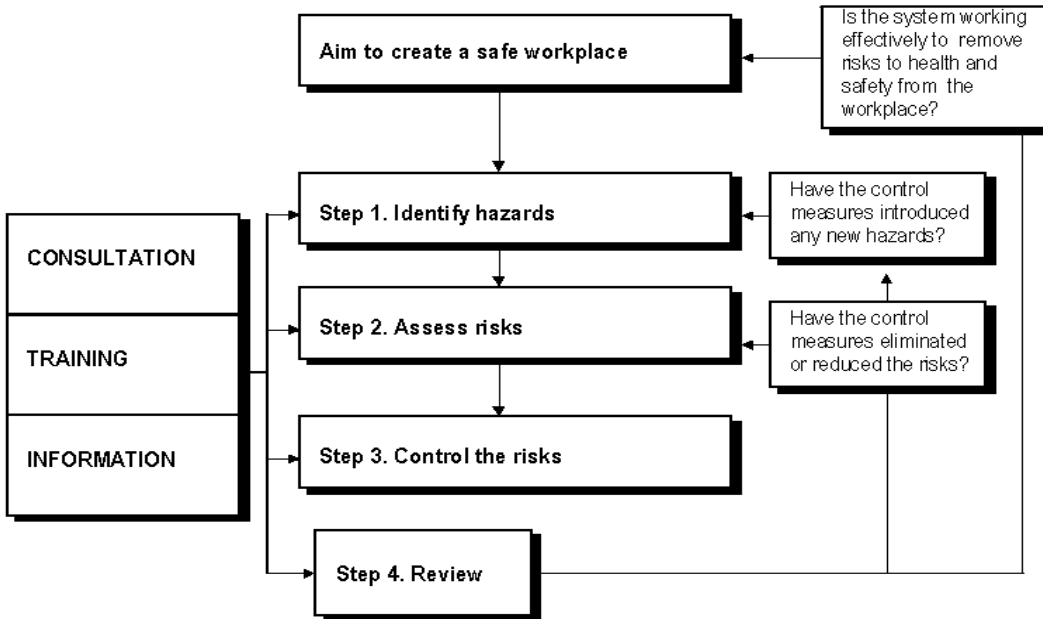 Aim to create a safe workplace
Is the system working
effectively to remove
risks to health and
safety from the
workplace?
Step 1. Identify hazards
Have the control
measures introduced
any new hazards?
CONSULTATION
TRAINING
INFORMATION
Step 2. Assess risks
Have the control
measures eliminated
or reduced the risks?
Step 3. Control the risks
Step 4. Review